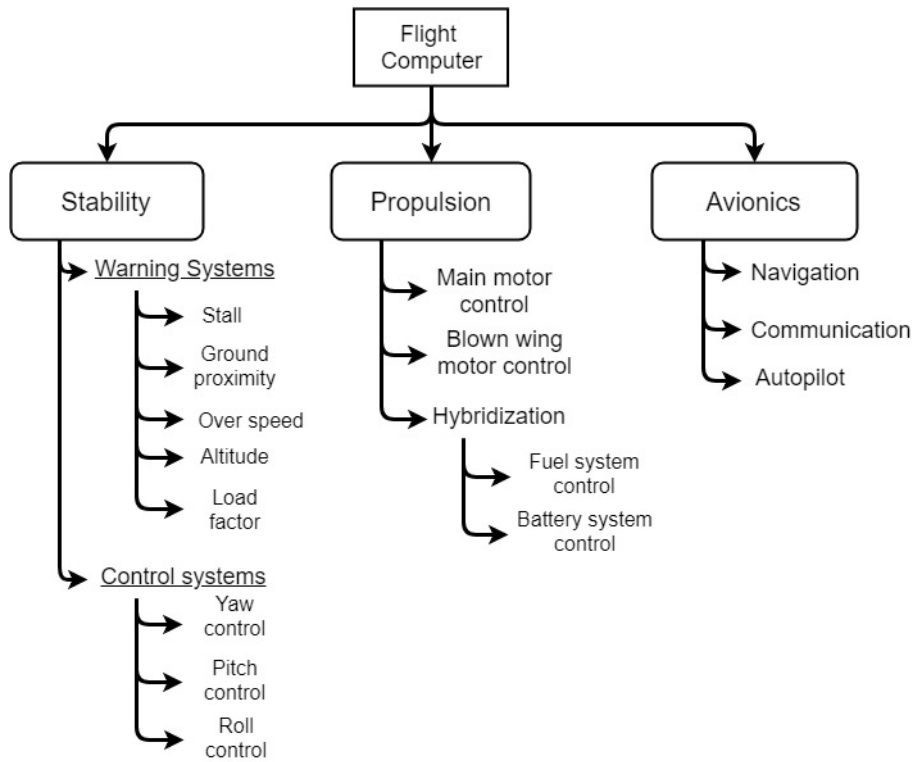 Flight
Computer
Stability
Propulsion
Avionics
Warning Systems
Stall
Ground
proximity
Over speed
Altitude
Load
factor
Control systems
Yaw
control
Pitch
control
Roll
control
Main motor
control
Blown wing
motor control
Hybridization
Fuel system
control
Battery system
control
Navigation
Communication
Autopilot